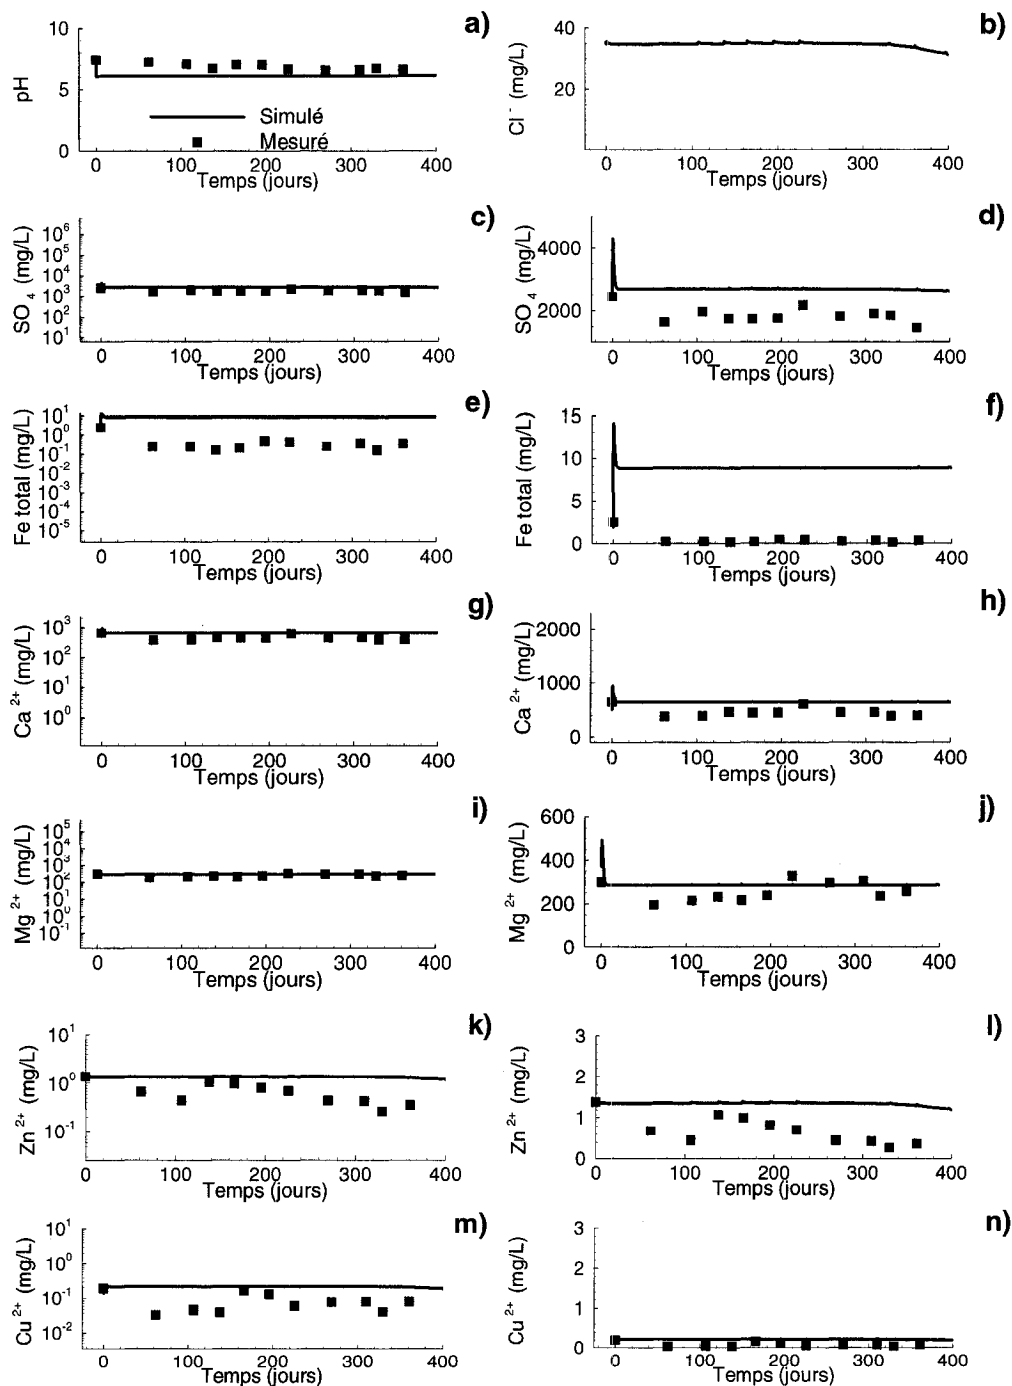 a)
10
5
0
pH
Simulé
Mesuré
0 100 200 300 400
Temps (jours)
b)
40
20
Cl⁻ (mg/L)
0 100 200 300 400
Temps (jours)
c)
10⁶
10⁵
10⁴
10³
10²
10¹
SO₄ (mg/L)
0 100 200 300 400
Temps (jours)
d)
4000
2000
SO₄ (mg/L)
0 100 200 300 400
Temps (jours)
e)
10¹
10⁰
10⁻¹
10⁻²
10⁻³
10⁻⁴
10⁻⁵
Fe total (mg/L)
0 100 200 300 400
Temps (jours)
f)
15
10
5
0
Fe total (mg/L)
0 100 200 300 400
Temps (jours)
g)
10³
10²
10⁰
Ca²⁺ (mg/L)
0 100 200 300 400
Temps (jours)
h)
2000
1000
0
Ca²⁺ (mg/L)
0 100 200 300 400
Temps (jours)
i)
10⁵
10⁴
10³
10²
10¹
10⁰
10⁻¹
Mg²⁺ (mg/L)
0 100 200 300 400
Temps (jours)
j)
600
400
200
0
Mg²⁺ (mg/L)
0 100 200 300 400
Temps (jours)
k)
10¹
10⁰
10⁻¹
Zn²⁺ (mg/L)
0 100 200 300 400
Temps (jours)
l)
3
2
1
0
Zn²⁺ (mg/L)
0 100 200 300 400
Temps (jours)
m)
10¹
10⁰
10⁻¹
10⁻²
Cu²⁺ (mg/L)
0 100 200 300 400
Temps (jours)
n)
3
2
1
0
Cu²⁺ (mg/L)
0 100 200 300 400
Temps (jours)